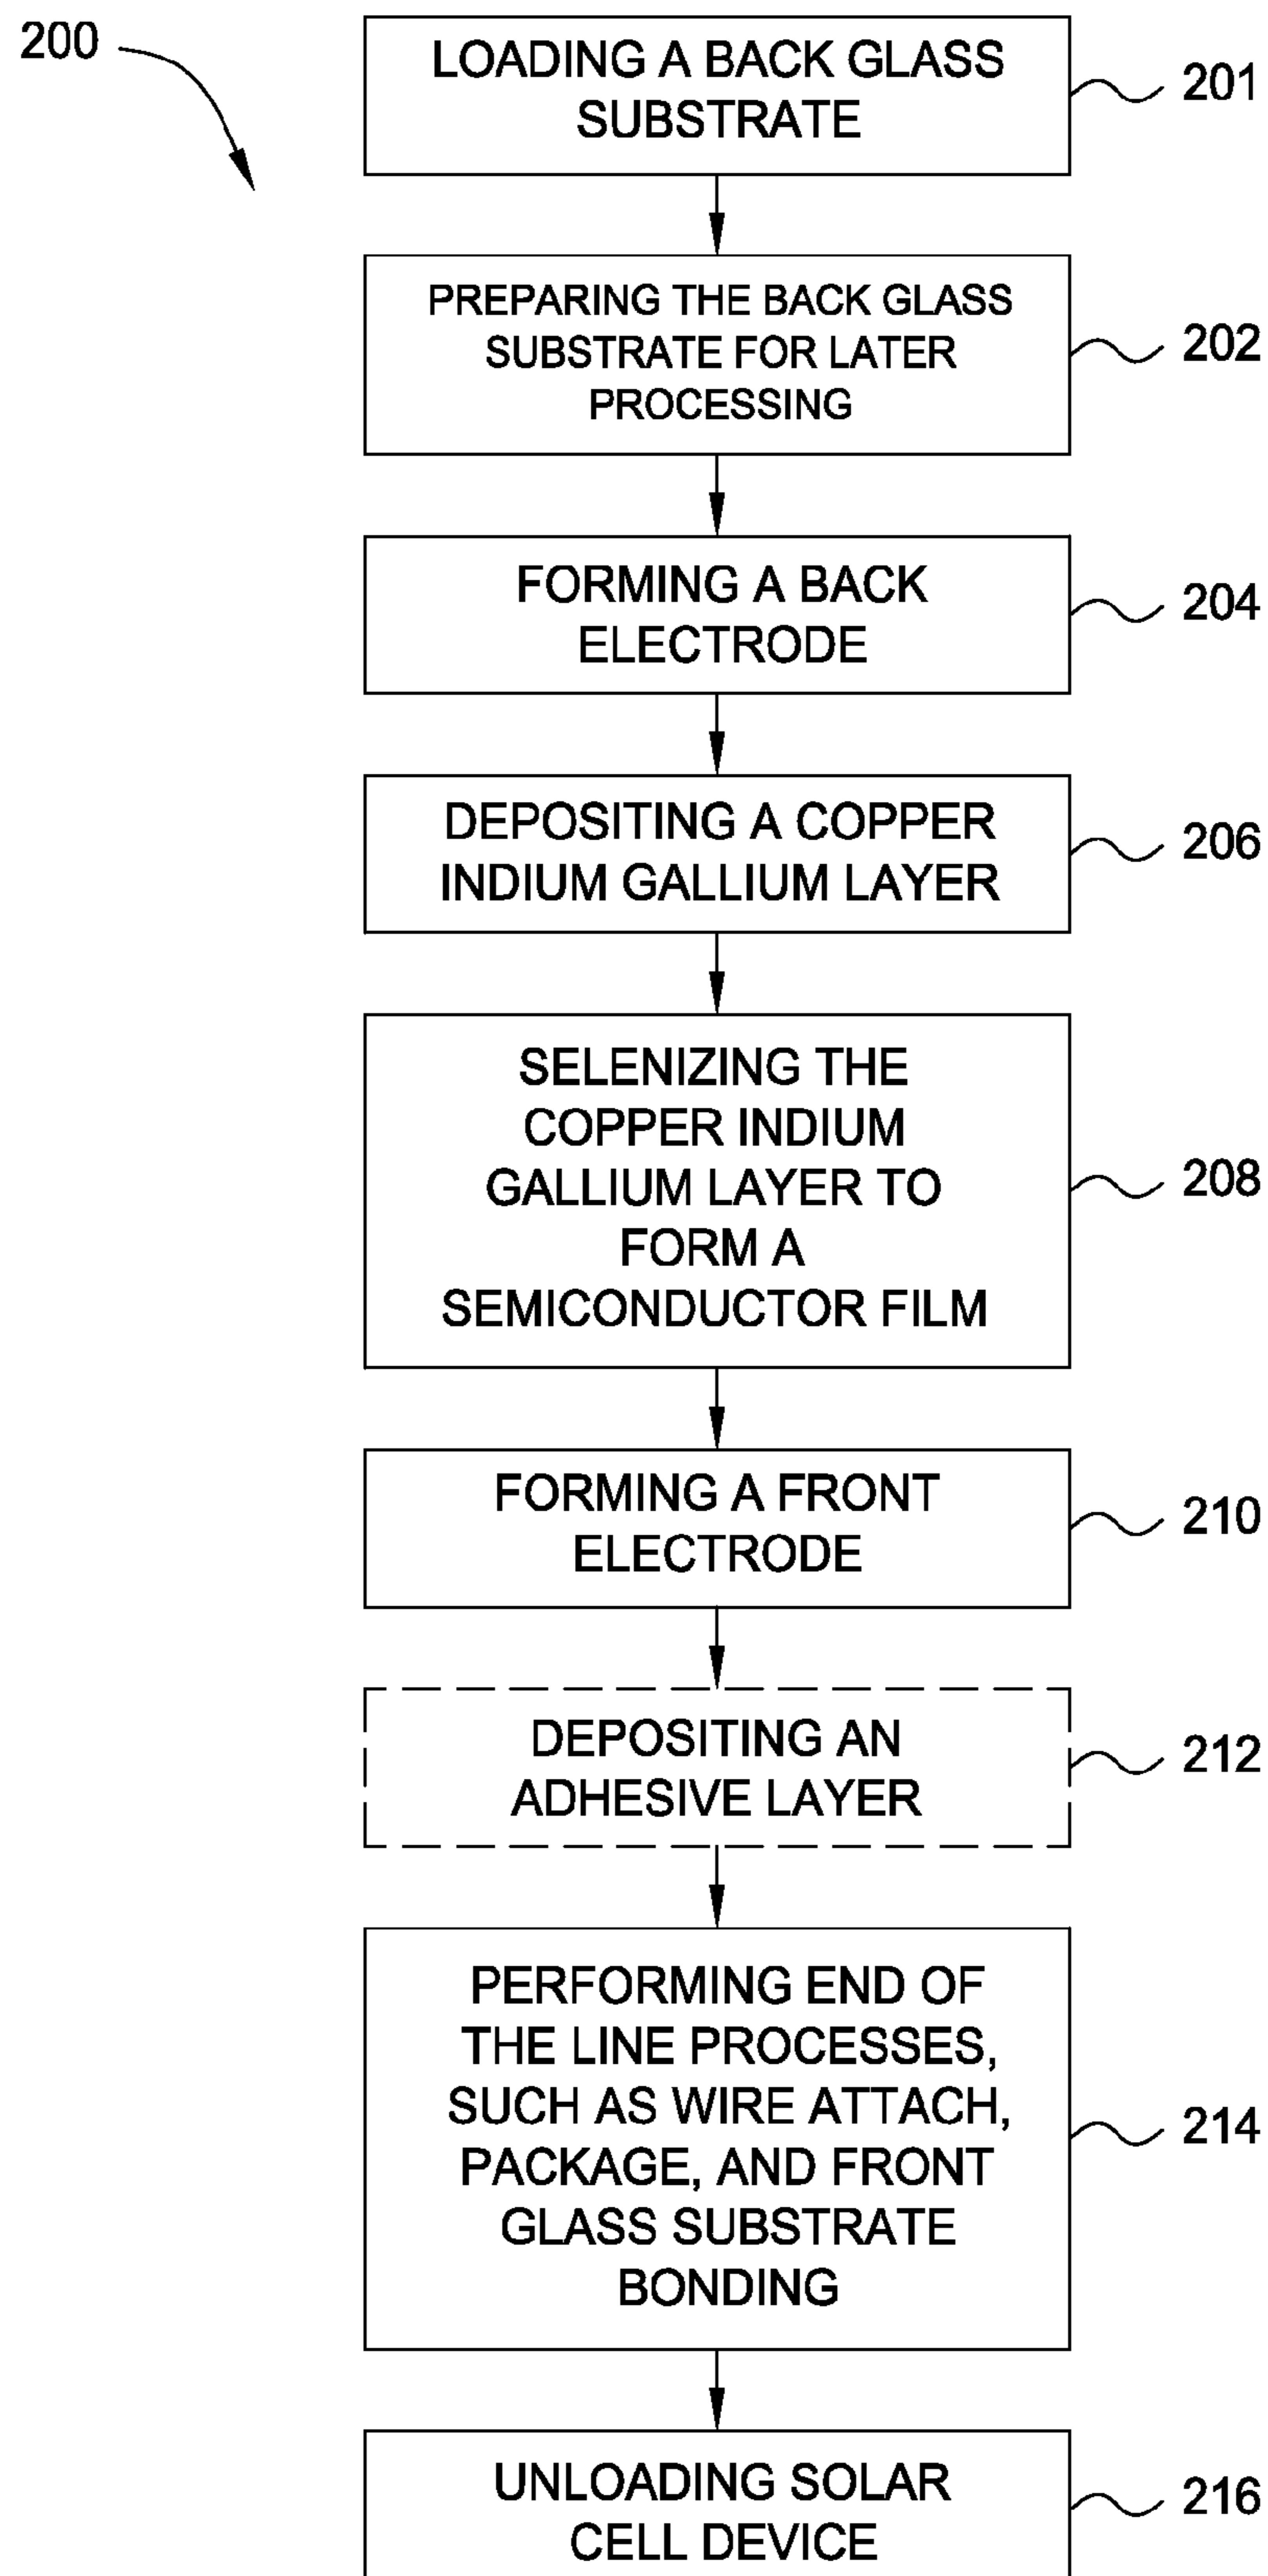 200
LOADING A BACK GLASS
SUBSTRATE
201
PREPARING THE BACK GLASS
SUBSTRATE FOR LATER
PROCESSING
202
FORMING A BACK
ELECTRODE
204
DEPOSITING A COPPER
INDIUM GALLIUM LAYER
206
SELENIZING THE
COPPER INDIUM
GALLIUM LAYER TO
FORM A
SEMICONDUCTOR FILM
208
FORMING A FRONT
ELECTRODE
210
DEPOSITING AN
ADHESIVE LAYER
212
PERFORMING END OF
THE LINE PROCESSES,
SUCH AS WIRE ATTACH,
PACKAGE, AND FRONT
GLASS SUBSTRATE
BONDING
214
UNLOADING SOLAR
CELL DEVICE
216